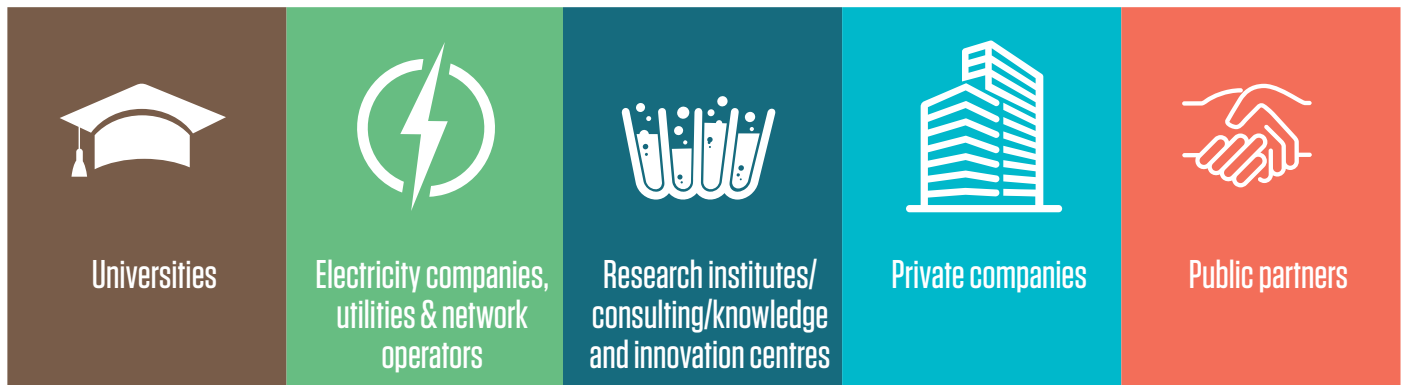 Universities
Electricity companies,
utilities & network
operators
Research institutes/
consulting/knowledge
and innovation centres
Private companies
Public partners